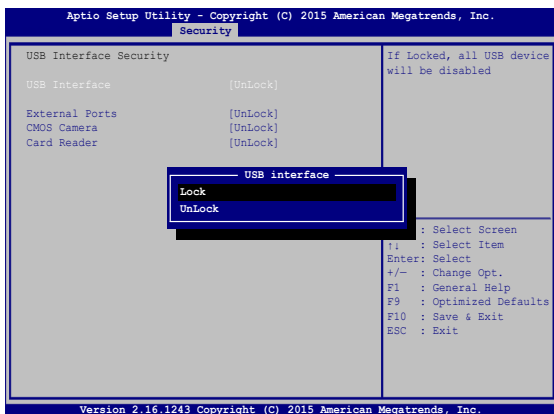 Aptio Setup Utility - Copyright (C) 2015 American Megatrends, Inc.
Security
USB Interface Security
USB Interface [UnLock]
External Ports [UnLock]
CMOS Camera [UnLock]
Card Reader [UnLock]
USB interface
Lock
UnLock
If Locked, all USB device
will be disabled
: Select Screen
↑↓ : Select Item
Enter: Select
+/— : Change Opt.
F1 : General Help
F9 : Optimized Defaults
F10 : Save & Exit
ESC : Exit
Version 2.16.1243 Copyright (C) 2015 American Megatrends, Inc.